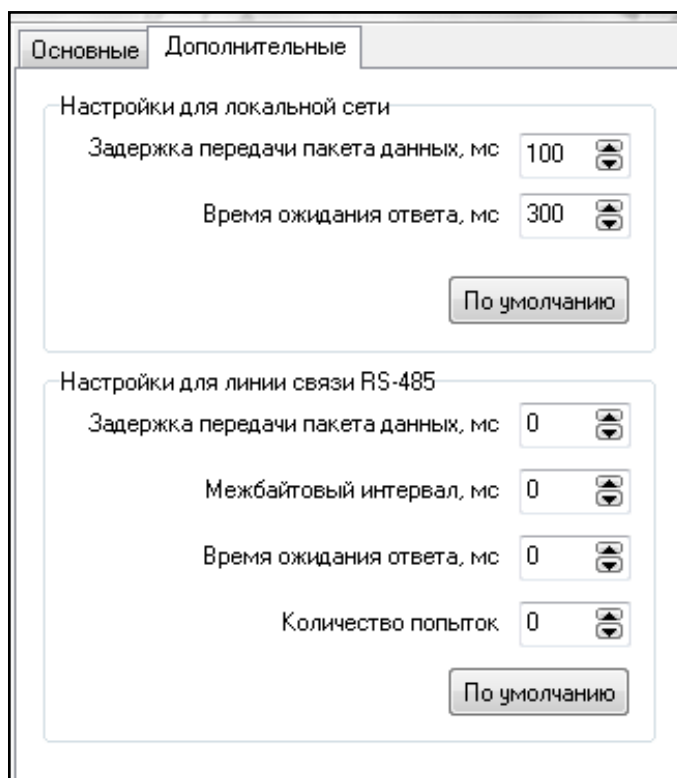 Основные
Дополнительные
Настройки для локальной сети
Задержка передачи пакета данных, мс 100
Время ожидания ответа, мс 300
По умолчанию
Настройки для линии связи RS-485
Задержка передачи пакета данных, мс 0
Межбайтовый интервал, мс 0
Время ожидания ответа, мс 0
Количество попыток 0
По умолчанию